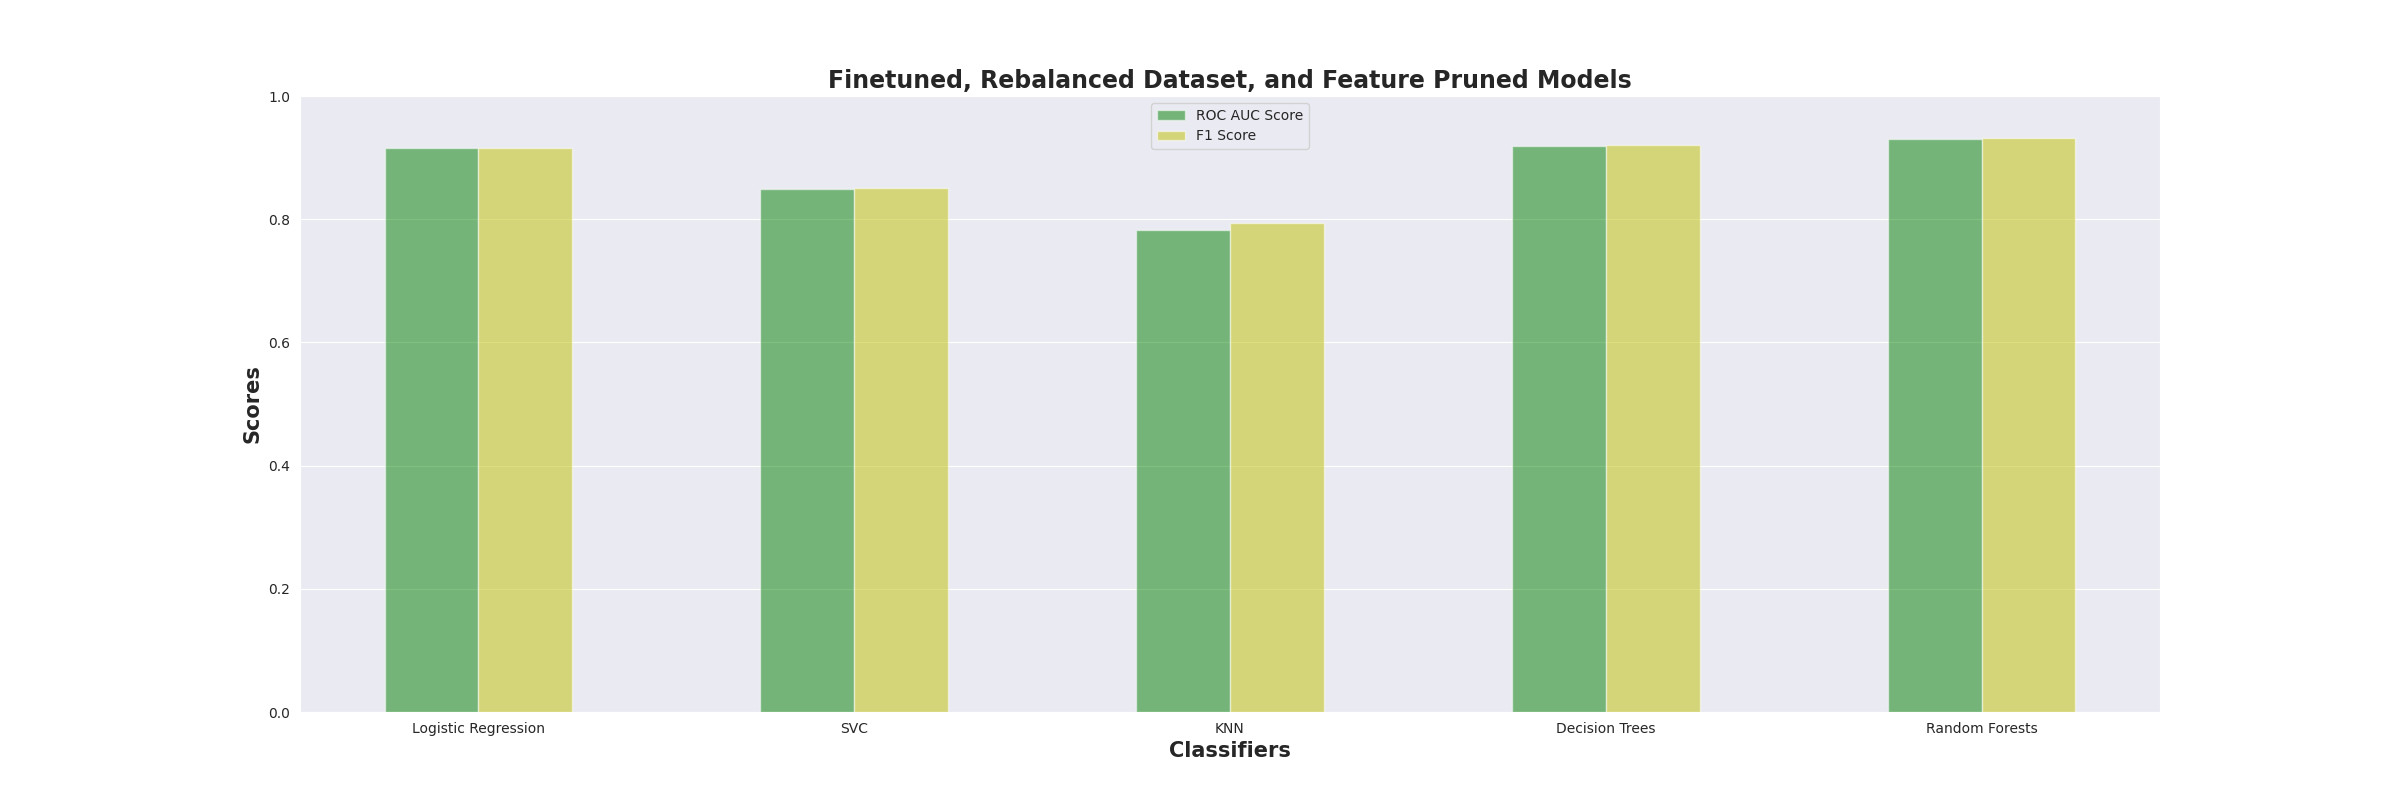 Finetuned, Rebalanced Dataset, and Feature Pruned Models
ROC AUC Score
F1 Score
1.0
0.8
0.6
0.4
0.2
0.0
Scores
Logistic Regression
SVC
KNN
Decision Trees
Random Forests
Classifiers